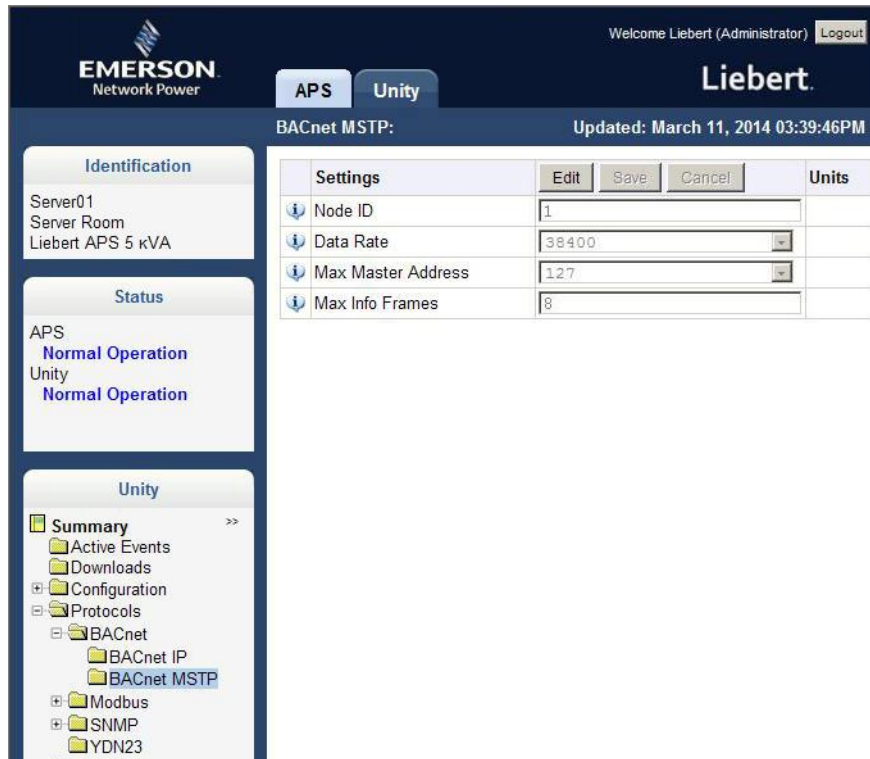 Welcome Liebert (Administrator) Logout
EMERSON
Network Power
APS Unity
Liebert
BACnet MSTP: Updated: March 11, 2014 03:39:46PM
Identification
Server01
Server Room
Liebert APS 5 κVA
Status
APS
Normal Operation
Unity
Normal Operation
Unity
Summary >>
Active Events
Downloads
Configuration
Protocols
BACnet
BACnet IP
BACnet MSTP
Modbus
SNMP
YDN23
Settings Edit Save Cancel Units
Node ID 1
Data Rate 38400
Max Master Address 127
Max Info Frames 8